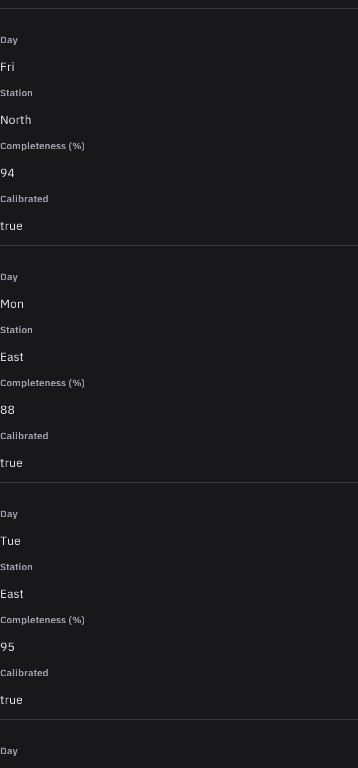 Day
Fri
Station
North
Completeness (%)
94
Calibrated
true
Day
Mon
Station
East
Completeness (%)
88
Calibrated
true
Day
Tue
Station
East
Completeness (%)
95
Calibrated
true
Day